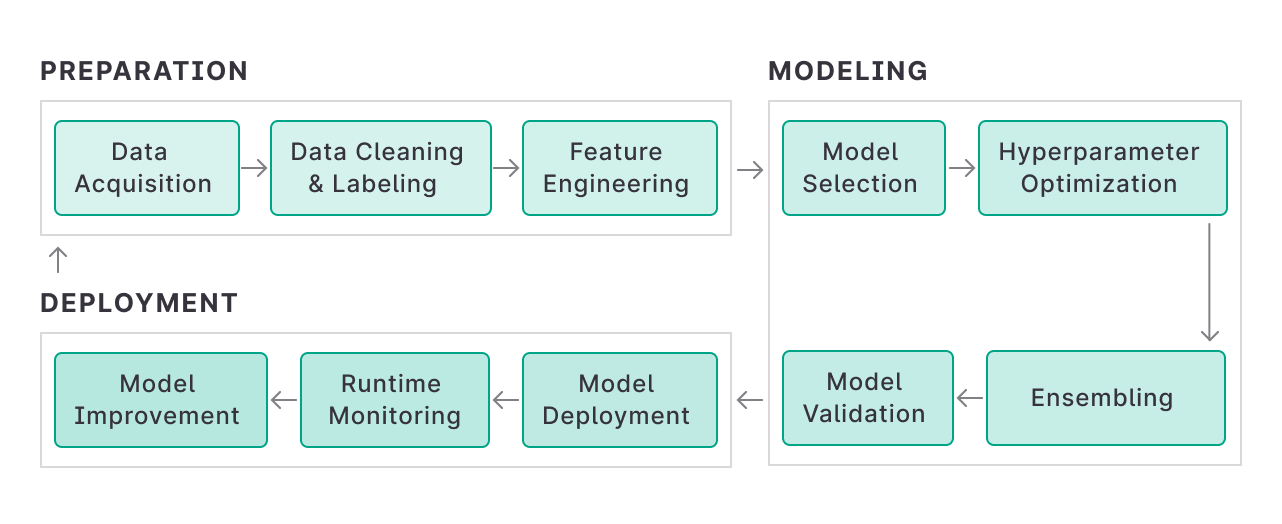 PREPARATION
Data
Acquisition
Data Cleaning
& Labeling
Feature
Engineering
MODELING
Model
Selection
Hyperparameter
Optimization
Ensembling
Model
Validation
DEPLOYMENT
Model
Deployment
Runtime
Monitoring
Model
Improvement